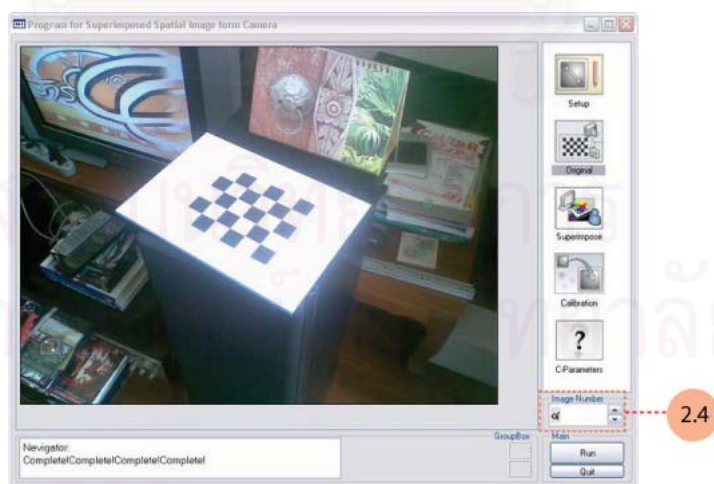 Program for Superimposed Spatial Image form Camera
Setup
Original
Superimpose
Calibration
?
C-Parameters
Image Number
2.4
GroupBox
Main
Nevigator:
Complete!Complete!Complete!Complete!
Run
Quit